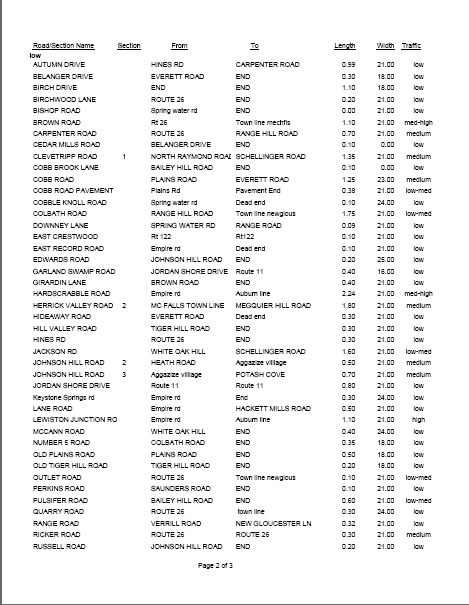 Road/Section Name Section From To Length Width Traffic
low
AUTUMN DRIVE HINES RD CARPENTER ROAD 0.99 21.00 low
BELANGER DRIVE EVERETT ROAD END 0.30 18.00 low
BIRCH DRIVE END END 1.10 18.00 low
BIRCHWOOD LANE ROUTE 26 END 0.20 21.00 low
BISHOP ROAD Spring water rd END 0.00 21.00 low
BROWN ROAD Rt 26 Town line mechfls 1.10 21.00 med-high
CARPENTER ROAD ROUTE 26 RANGE HILL ROAD 0.70 21.00 medium
CEDAR MILLS ROAD BELANGER DRIVE END 0.10 0.00 low
CLEVETRIPP ROAD 1 NORTH RAYMOND ROAD SCHELLINGER ROAD 1.35 21.00 medium
COBB BROOK LANE BAILEY HILL ROAD END 0.10 0.00 low
COBB ROAD PLAINS ROAD EVERETT ROAD 1.25 23.00 medium
COBB ROAD PAVEMENT Plains Rd Pavement End 0.38 21.00 low-med
COBBLE KNOLL ROAD Spring water rd Dead end 0.10 24.00 low
COLBATH ROAD RANGE HILL ROAD Town line newglous 1.75 21.00 low-med
DOWNNEY LANE SPRING WATER RD RANGE ROAD 0.09 21.00 low
EAST CRESTWOOD Rt 122 Rt122 0.10 21.00 low
EAST RECORD ROAD Empire rd Dead end 0.10 21.00 low
EDWARDS ROAD JOHNSON HILL ROAD END 0.20 25.00 low
GARLAND SWAMP ROAD JORDAN SHORE DRIVE Route 11 0.40 16.00 low
GIRARDIN LANE BROWN ROAD END 0.40 21.00 low
HARDSCRABBLE ROAD Empire rd Auburn line 2.24 21.00 med-high
HERRICK VALLEY ROAD 2 MC FALLS TOWN LINE MEGQUIER HILL ROAD 1.80 21.00 medium
HIDEAWAY ROAD EVERETT ROAD Dead end 0.30 21.00 low
HILL VALLEY ROAD TIGER HILL ROAD END 0.30 21.00 low
HINES RD ROUTE 26 END 0.30 21.00 low
JACKSON RD WHITE OAK HILL SCHELLINGER ROAD 1.60 21.00 low-med
JOHNSON HILL ROAD 2 HEATH ROAD Aggazize village 0.50 21.00 medium
JOHNSON HILL ROAD 3 Aggazize village POTASH COVE 0.70 21.00 medium
JORDAN SHORE DRIVE Route 11 Route 11 0.80 21.00 low
Keystone Springs rd Empire rd End 0.30 24.00 low
LANE ROAD Empire rd HACKETT MILLS ROAD 0.50 21.00 low
LEWISTON JUNCTION RO Empire rd Auburn line 1.10 21.00 high
MCCANN ROAD WHITE OAK HILL END 0.40 24.00 low
NUMBER 5 ROAD COLBATH ROAD END 0.35 18.00 low
OLD PLAINS ROAD PLAINS ROAD END 0.50 18.00 low
OLD TIGER HILL ROAD TIGER HILL ROAD END 0.20 18.00 low
OUTLET ROAD ROUTE 26 Town line newglous 0.10 21.00 low-med
PERKINS ROAD SAUNDERS ROAD END 0.10 21.00 low
PULSIFER ROAD BAILEY HILL ROAD END 0.60 21.00 low-med
QUARRY ROAD ROUTE 26 town line 0.30 24.00 low
RANGE ROAD VERRILL ROAD NEW GLOUCESTER LN 0.32 21.00 low
RICKER ROAD ROUTE 26 ROUTE 26 0.30 21.00 medium
RUSSELL ROAD JOHNSON HILL ROAD END 0.20 21.00 low
Page 2 of 3